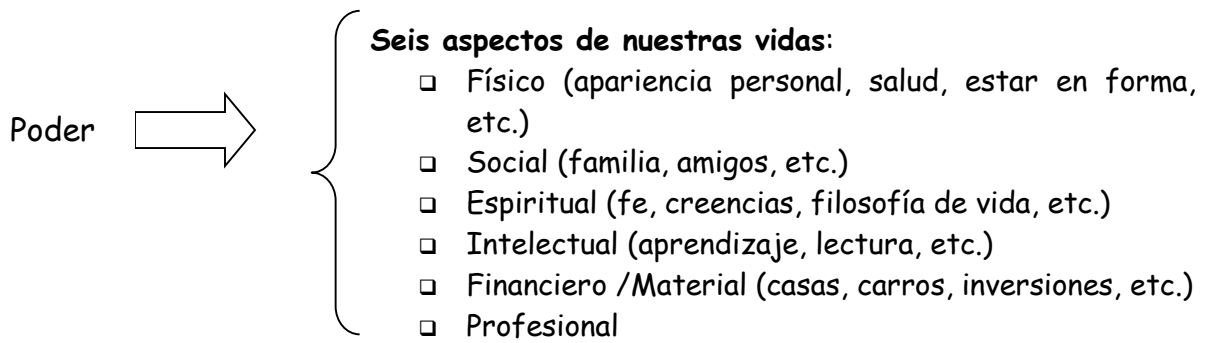 Seis aspectos de nuestras vidas:
❑ Físico (apariencia personal, salud, estar en forma,
etc.)
Poder
❑ Social (familia, amigos, etc.)
❑ Espiritual (fe, creencias, filosofía de vida, etc.)
❑ Intelectual (aprendizaje, lectura, etc.)
❑ Financiero /Material (casas, carros, inversiones, etc.)
❑ Profesional